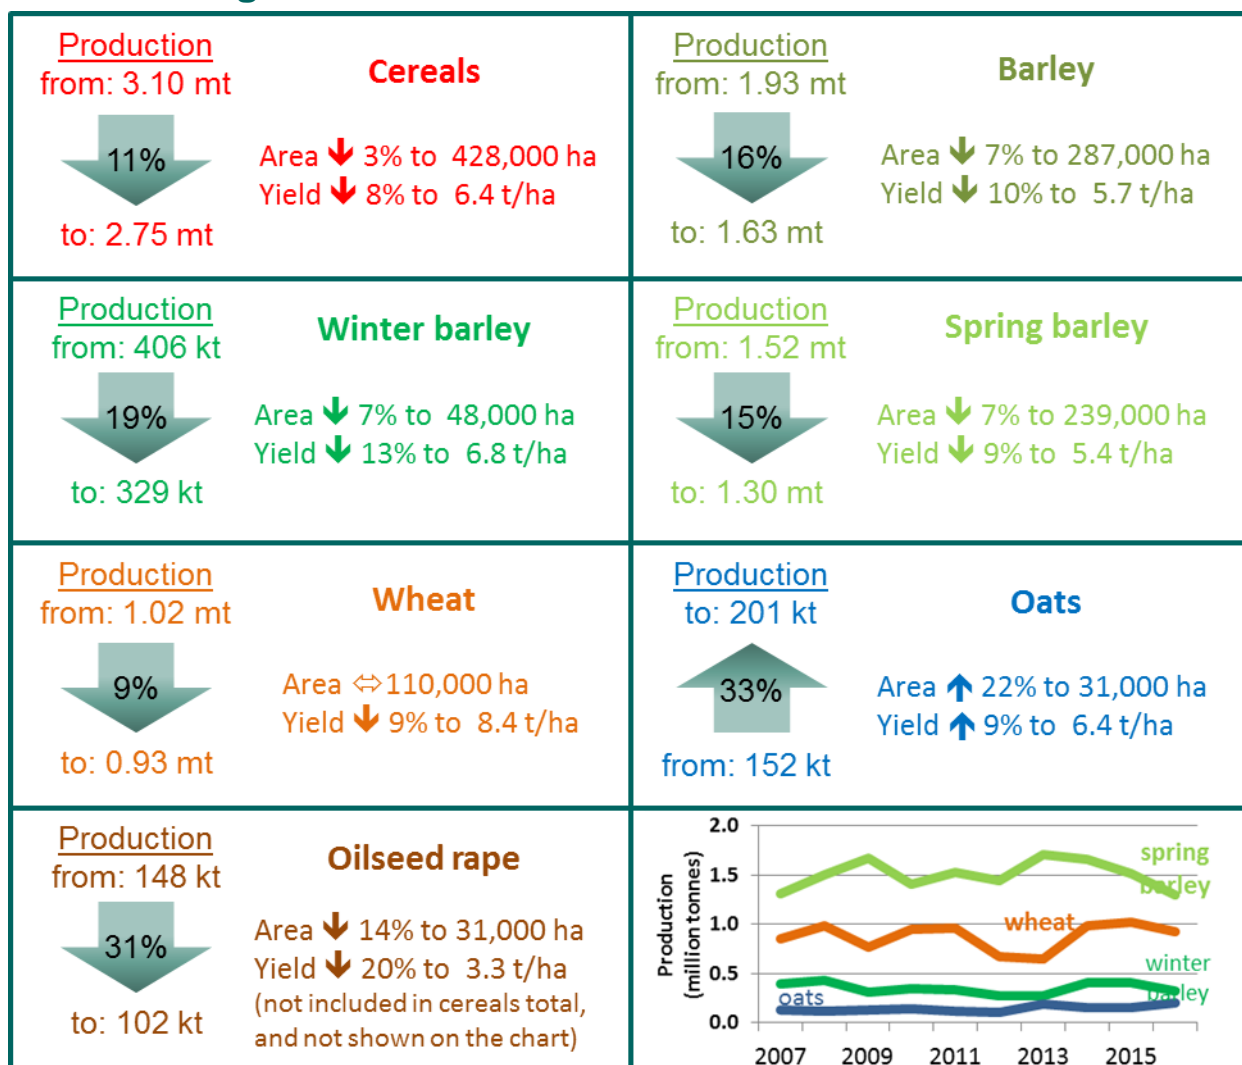 Production
from: 3.10 mt
Cereals
11%
Area 🡫 3% to 428,000 ha
Yield 🡫 8% to 6.4 t/ha
to: 2.75 mt
Production
from: 1.93 mt
Barley
16%
Area 🡫 7% to 287,000 ha
Yield 🡫 10% to 5.7 t/ha
to: 1.63 mt
Production
from: 406 kt
Winter barley
19%
Area 🡫 7% to 48,000 ha
Yield 🡫 13% to 6.8 t/ha
to: 329 kt
Production
from: 1.52 mt
Spring barley
15%
Area 🡫 7% to 239,000 ha
Yield 🡫 9% to 5.4 t/ha
to: 1.30 mt
Production
from: 1.02 mt
Wheat
9%
Area ⬄ 110,000 ha
Yield 🡫 9% to 8.4 t/ha
to: 0.93 mt
Production
to: 201 kt
Oats
33%
Area 🡩 22% to 31,000 ha
Yield 🡩 9% to 6.4 t/ha
from: 152 kt
Production
from: 148 kt
Oilseed rape
31%
Area 🡫 14% to 31,000 ha
Yield 🡫 20% to 3.3 t/ha
(not included in cereals total,
and not shown on the chart)
to: 102 kt
Production
(million tonnes)
2.0
1.5
1.0
0.5
0.0
spring
barley
wheat
winter
barley
oats
2007 2009 2011 2013 2015